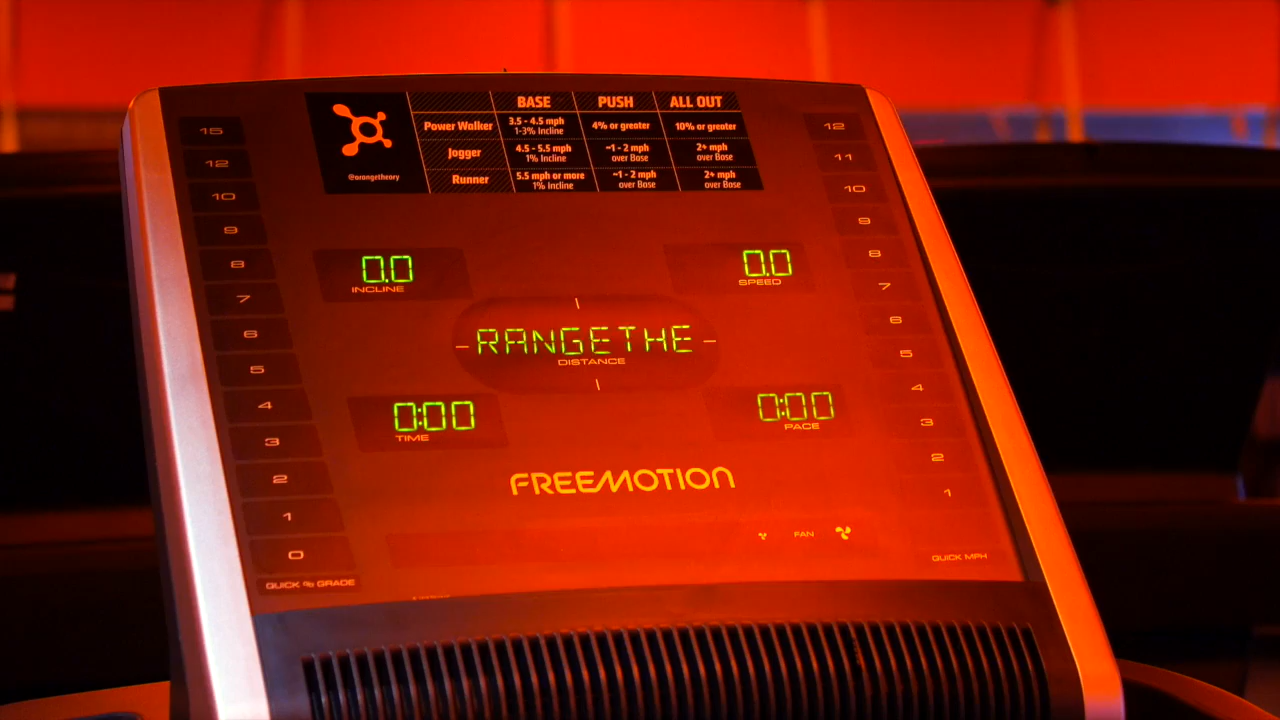 BASE PUSH ALL OUT
Power Walker 3.5 - 4.5 mph 1-3% Incline 4% or greater 10% or greater
Jogger 4.5 - 5.5 mph 1% Incline ~1 - 2 mph over Base 2+ mph over Base
Runner 5.5 mph or more 1% Incline ~1 - 2 mph over Base 2+ mph over Base
@orangetheory
15
12
10
9
8
7
6
5
4
3
2
1
0
QUICK % GRADE
0.0
INCLINE
0.0
SPEED
RANGETHE
DISTANCE
0:00
TIME
0:00
PACE
FREEMOTION
FAN
12
11
10
9
8
7
6
5
4
3
2
1
QUICK MPH